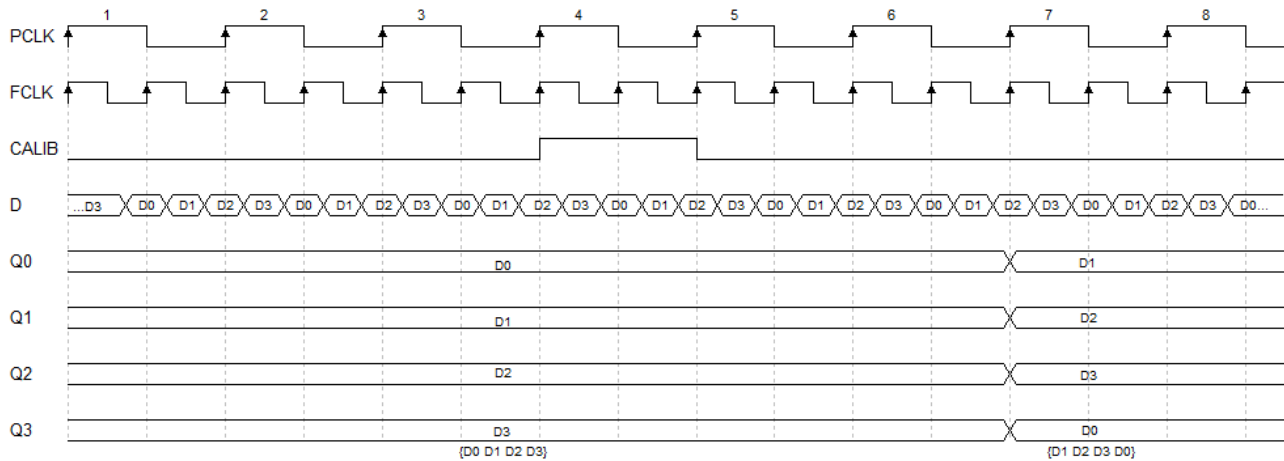 1 2 3 4 5 6 7 8
PCLK
FCLK
CALIB
D ...D3 D0 D1 D2 D3 D0 D1 D2 D3 D0 D1 D2 D3 D0 D1 D2 D3 D0 D1 D2 D3 D0 D1 D2 D3 D0 D1 D2 D3 D0...
Q0 D0 D1
Q1 D1 D2
Q2 D2 D3
Q3 D3 D0
{D0 D1 D2 D3} {D1 D2 D3 D0}